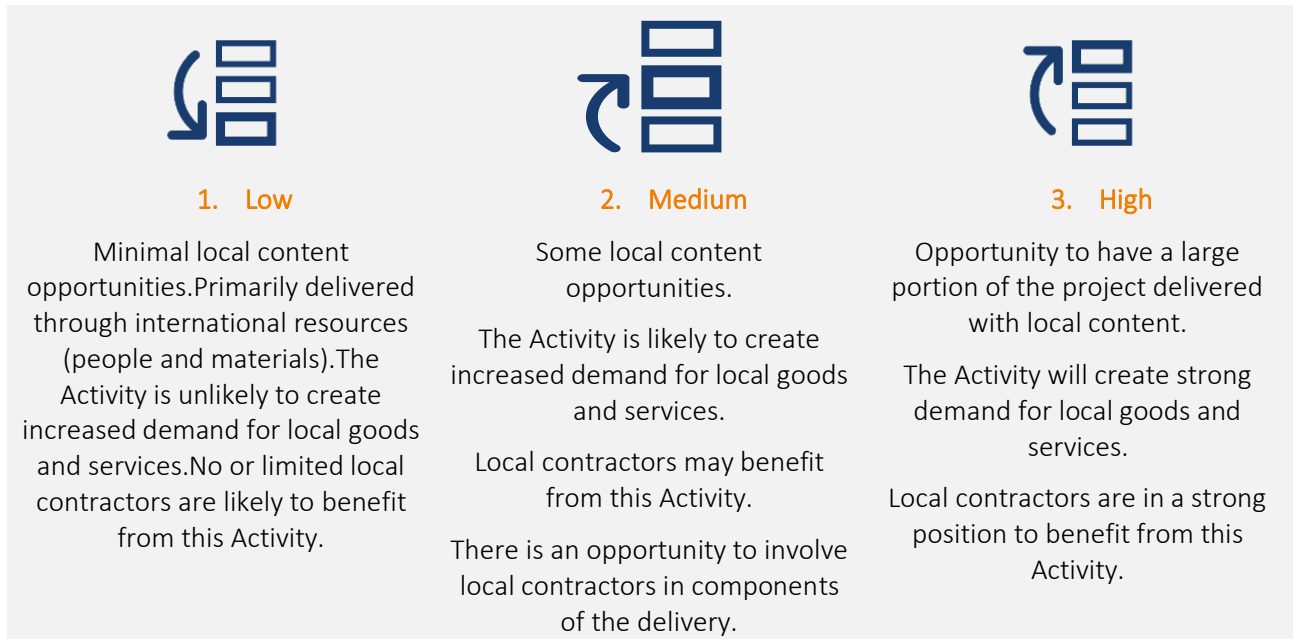 1. Low
Minimal local content
opportunities.Primarily delivered
through international resources
(people and materials).The
Activity is unlikely to create
increased demand for local goods
and services.No or limited local
contractors are likely to benefit
from this Activity.
2. Medium
Some local content
opportunities.
The Activity is likely to create
increased demand for local goods
and services.
Local contractors may benefit
from this Activity.
There is an opportunity to involve
local contractors in components
of the delivery.
3. High
Opportunity to have a large
portion of the project delivered
with local content.
The Activity will create strong
demand for local goods and
services.
Local contractors are in a strong
position to benefit from this
Activity.